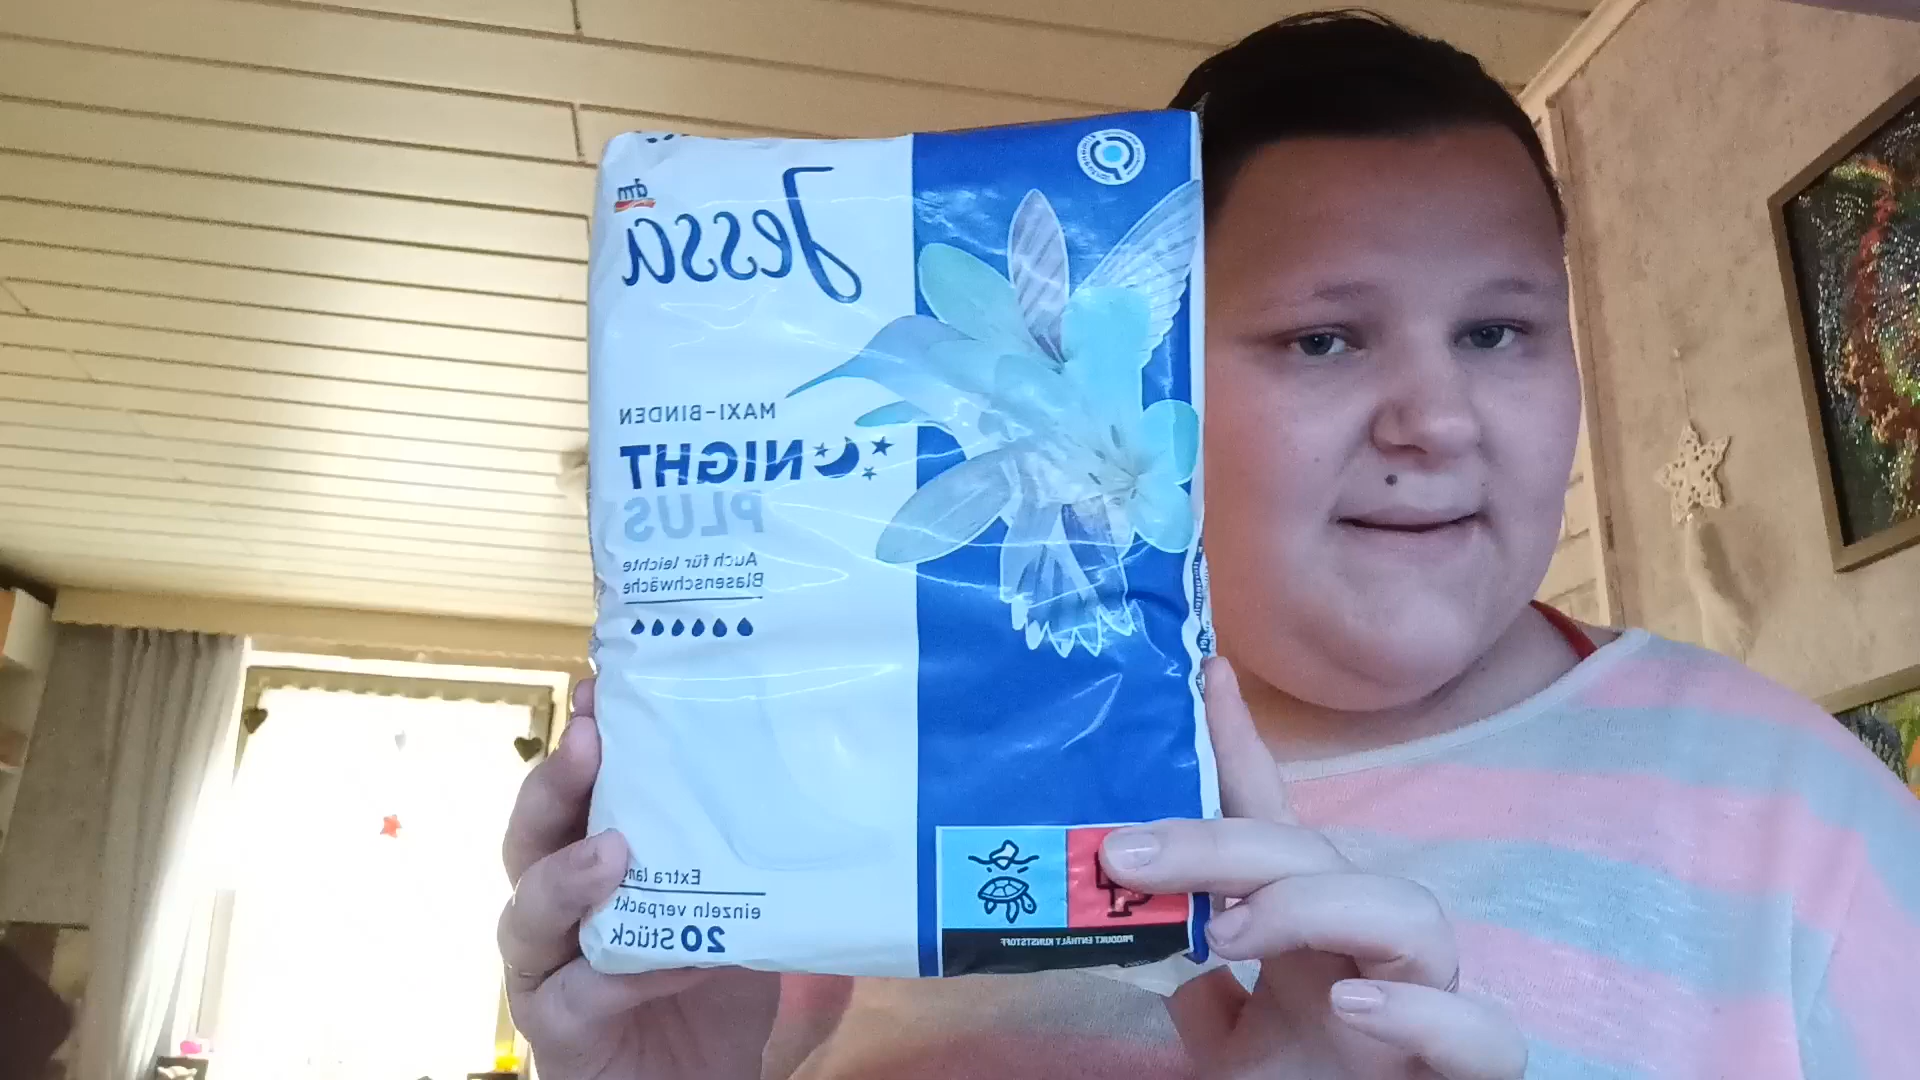 dm
Jessa
MAXI-BINDEN
NIGHT
PLUS
Auch für leichte
Blasenschwäche
Extra lang
einzeln verpackt
20 Stück
PRODUKT ENTHÄLT KUNSTSTOFF